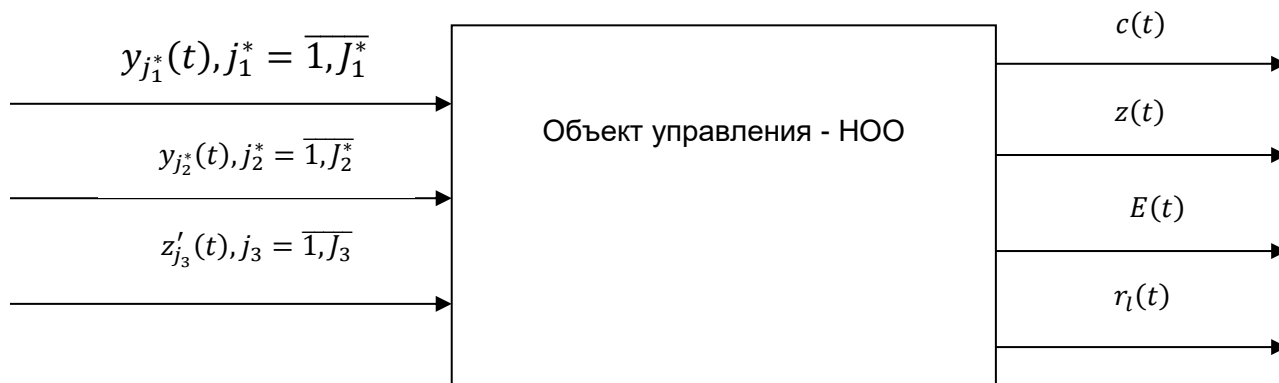 c(t)
y_{j_1^*}(t), j_1^* = \overline{1, J_1^*}
z(t)
Объект управления - НОО
y_{j_2^*}(t), j_2^* = \overline{1, J_2^*}
E(t)
z'_{j_3}(t), j_3 = \overline{1, J_3}
r_l(t)